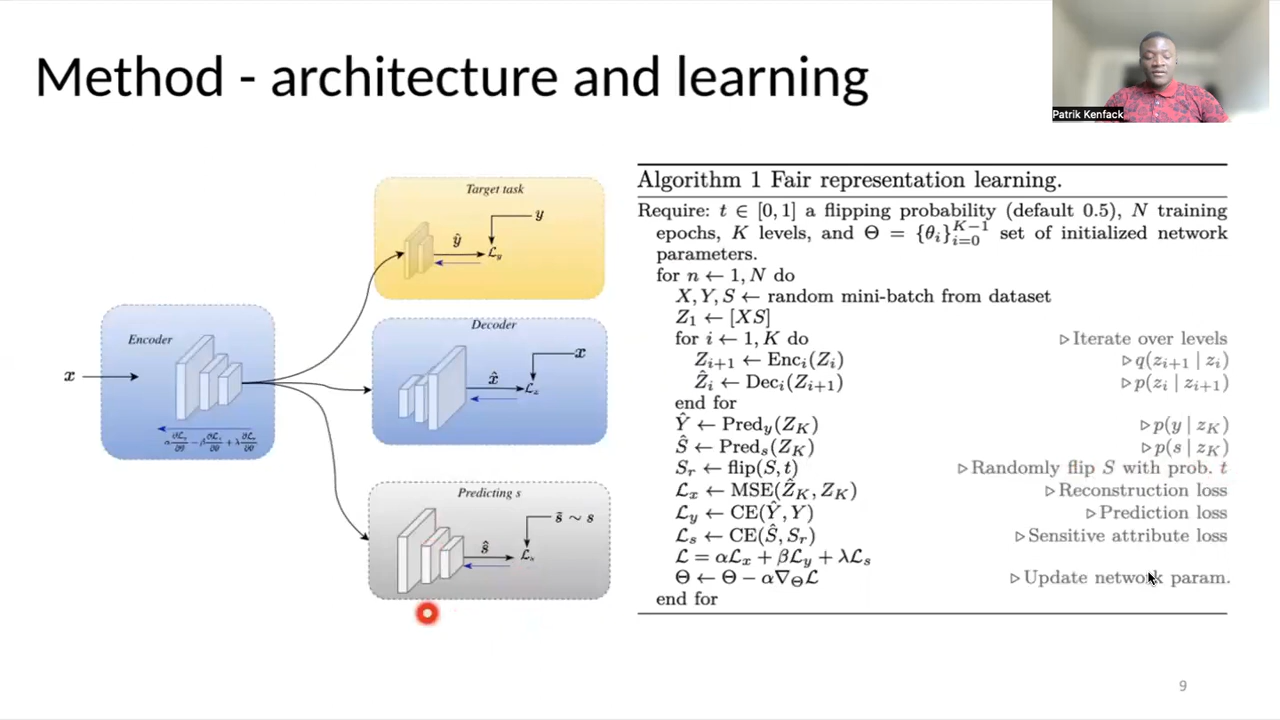 Method - architecture and learning
Patrik Kenfack
Target task
y
ŷ
ℒ_y
Encoder
x
Decoder
x
x̂
ℒ_x
Predicting s
s̃ ∼ s
ŝ
ℒ_s
Algorithm 1 Fair representation learning.
Require: t ∈ [0, 1] a flipping probability (default 0.5), N training
epochs, K levels, and Θ = {θ_i}_{i=0}^{K−1} set of initialized network
parameters.
for n ← 1, N do
X, Y, S ← random mini-batch from dataset
Z_1 ← [XS]
for i ← 1, K do ▷ Iterate over levels
Z_{i+1} ← Enc_i(Z_i) ▷ q(z_{i+1} | z_i)
Ẑ_i ← Dec_i(Z_{i+1}) ▷ p(z_i | z_{i+1})
end for
Ŷ ← Pred_y(Z_K) ▷ p(y | z_K)
Ŝ ← Pred_s(Z_K) ▷ p(s | z_K)
S_r ← flip(S, t) ▷ Randomly flip S with prob. t
ℒ_x ← MSE(Ẑ_K, Z_K) ▷ Reconstruction loss
ℒ_y ← CE(Ŷ, Y) ▷ Prediction loss
ℒ_s ← CE(Ŝ, S_r) ▷ Sensitive attribute loss
ℒ = αℒ_x + βℒ_y + λℒ_s
Θ ← Θ − α∇_Θℒ ▷ Update network param.
end for
9